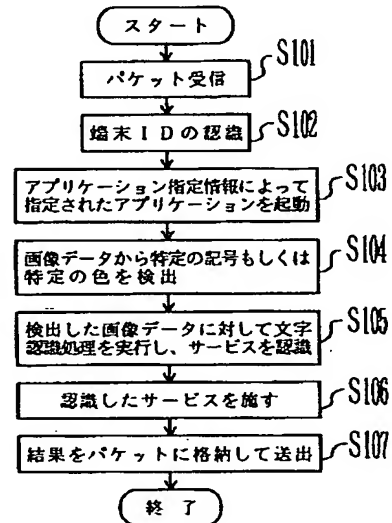 スタート
S101
パケット受信
S102
端末IDの認識
S103
アプリケーション指定情報によって
指定されたアプリケーションを起動
S104
画像データから特定の記号もしくは
特定の色を検出
S105
検出した画像データに対して文字
認識処理を実行し、サービスを認識
S106
認識したサービスを施す
S107
結果をパケットに格納して送出
終了